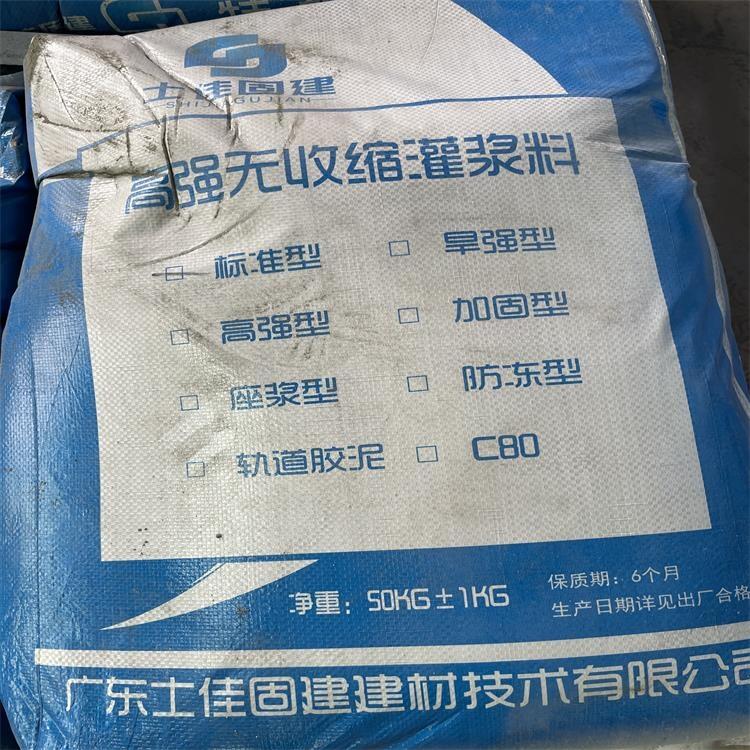 士佳固建
SHIJIAGUJIAN
高强无收缩灌浆料
□ 标准型 □ 旱强型
□ 高强型 □ 加固型
□ 座浆型 □ 防冻型
□ 轨道胶泥 □ C80
净重：50KG±1KG
保质期：6个月
生产日期详见出厂合格
广东士佳固建建材技术有限公司